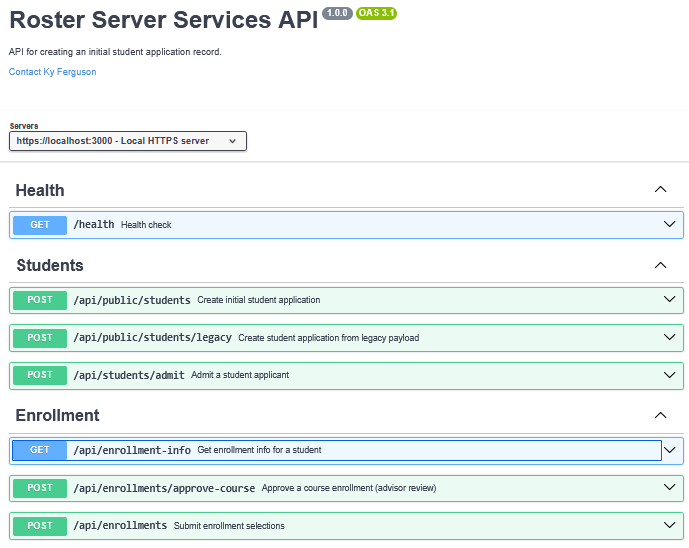 Roster Server Services API 1.0.0 OAS 3.1
API for creating an initial student application record.
Contact Ky Ferguson
Servers
https://localhost:3000 - Local HTTPS server
Health
GET /health Health check
Students
POST /api/public/students Create initial student application
POST /api/public/students/legacy Create student application from legacy payload
POST /api/students/admit Admit a student applicant
Enrollment
GET /api/enrollment-info Get enrollment info for a student
POST /api/enrollments/approve-course Approve a course enrollment (advisor review)
POST /api/enrollments Submit enrollment selections